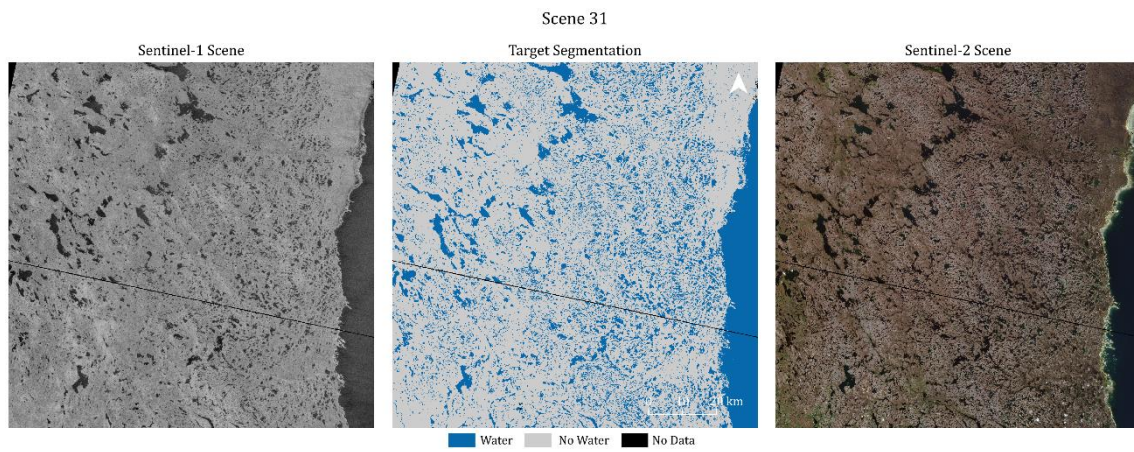 Scene 31
Sentinel-1 Scene
Target Segmentation
Sentinel-2 Scene
km
Water
No Water
No Data